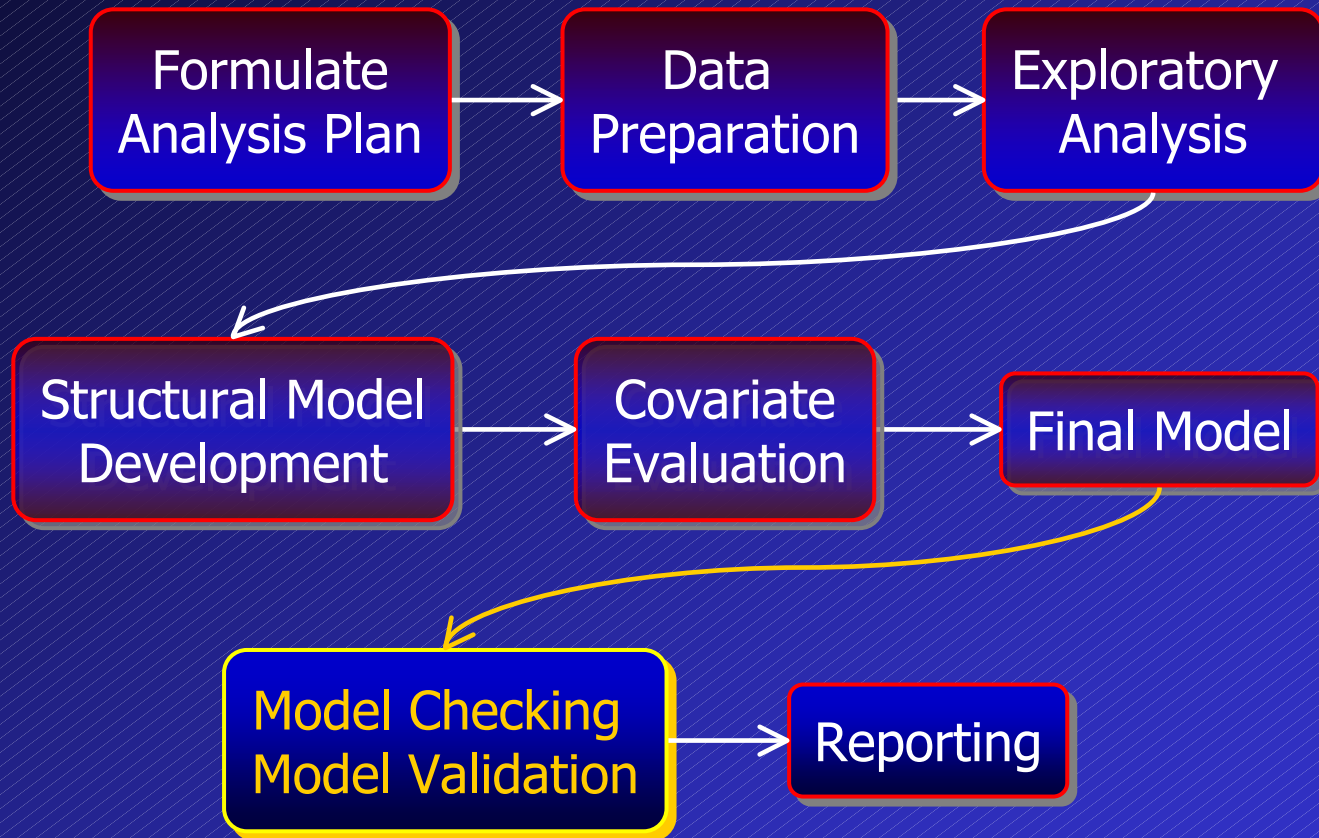 Formulate
Analysis Plan
Data
Preparation
Exploratory
Analysis
Structural Model
Development
Covariate
Evaluation
Final Model
Model Checking
Model Validation
Reporting